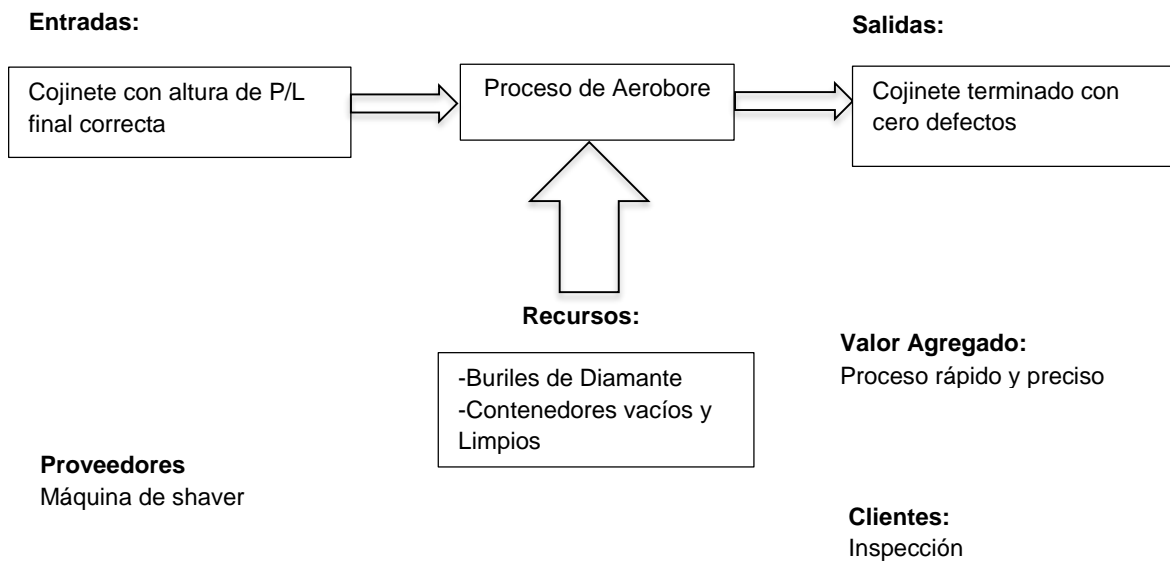 Entradas:
Salidas:
Cojinete con altura de P/L
final correcta
Proceso de Aerobore
Cojinete terminado con
cero defectos
Recursos:
-Buriles de Diamante
-Contenedores vacíos y
Limpios
Valor Agregado:
Proceso rápido y preciso
Proveedores
Máquina de shaver
Clientes:
Inspección